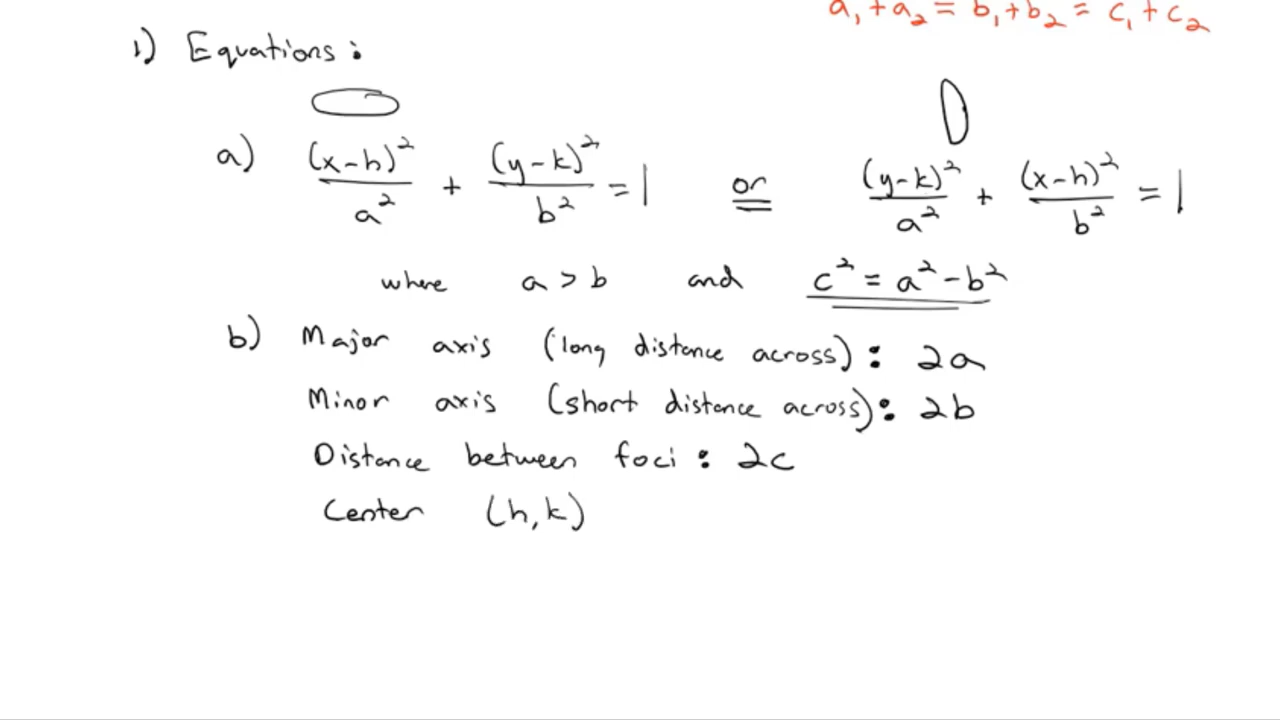 a₁ + a₂ = b₁ + b₂ = c₁ + c₂
1) Equations:
a) (x-h)²/a² + (y-k)²/b² = 1 or (y-k)²/a² + (x-h)²/b² = 1
where a > b and c² = a² - b²
b) Major axis (long distance across): 2a
Minor axis (short distance across): 2b
Distance between foci: 2c
Center (h,k)